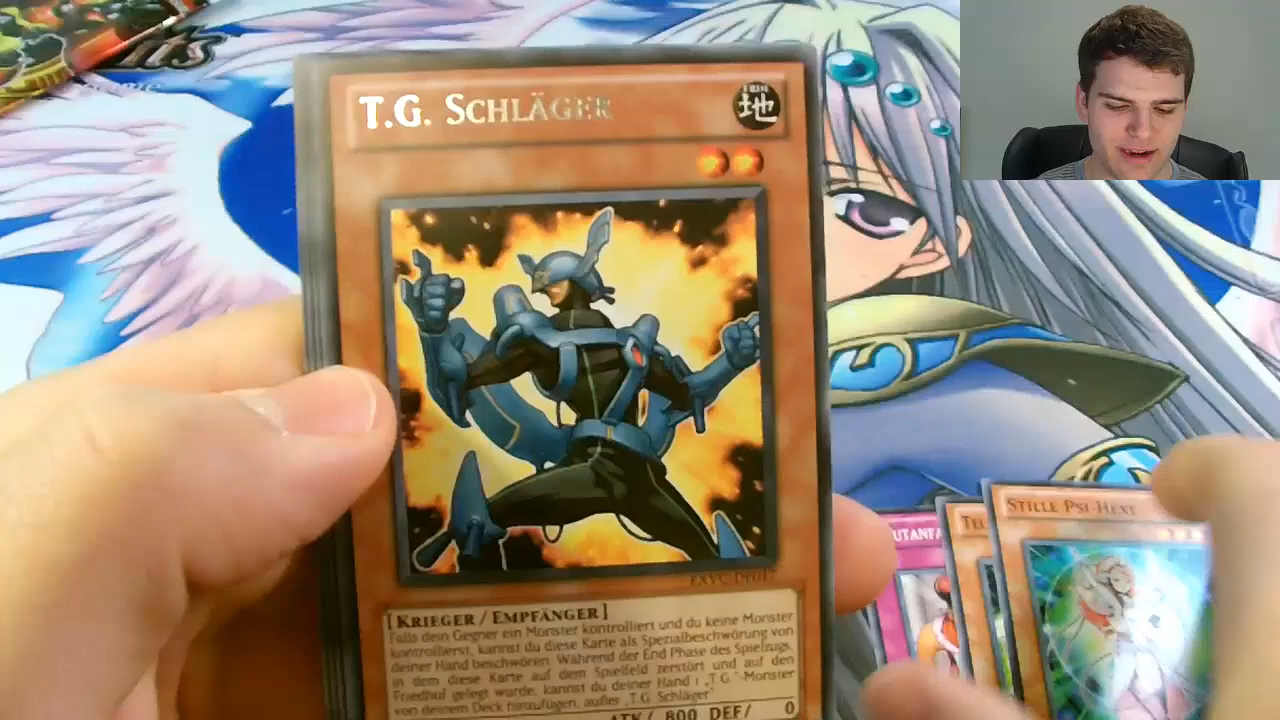 T.G. SCHLÄGER
地
EXVC-DE017
[KRIEGER / EMPFÄNGER]
Falls dein Gegner ein Monster kontrolliert und du keine Monster
kontrollierst, kannst du diese Karte als Spezialbeschwörung von
deiner Hand beschwören. Während der End Phase des Spielzugs,
in dem diese Karte auf dem Spielfeld zerstört und auf den
Friedhof gelegt wurde, kannst du deiner Hand 1 „T.G."-Monster
von deinem Deck hinzufügen, außer „T.G. Schläger".
ATK/ 800 DEF/ 0
TEL
STILLE PSI-HEXE